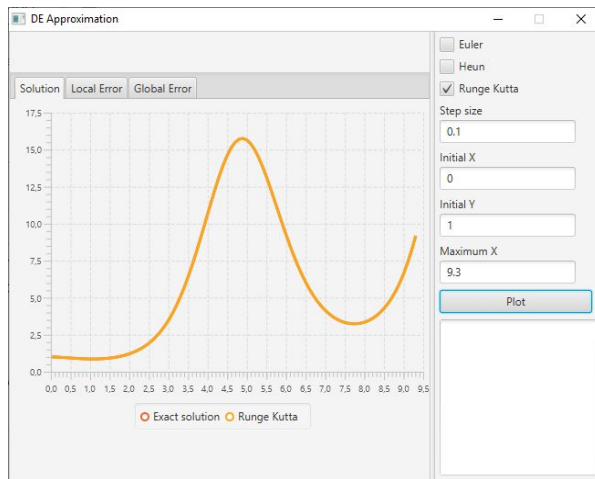 DE Approximation
Euler
Heun
Runge Kutta
Solution Local Error Global Error
Step size
0.1
Initial X
0
Initial Y
1
Maximum X
9.3
Plot
17,5
15,0
12,5
10,0
7,5
5,0
2,5
0,0
0,0 0,5 1,0 1,5 2,0 2,5 3,0 3,5 4,0 4,5 5,0 5,5 6,0 6,5 7,0 7,5 8,0 8,5 9,0 9,5
Exact solution Runge Kutta